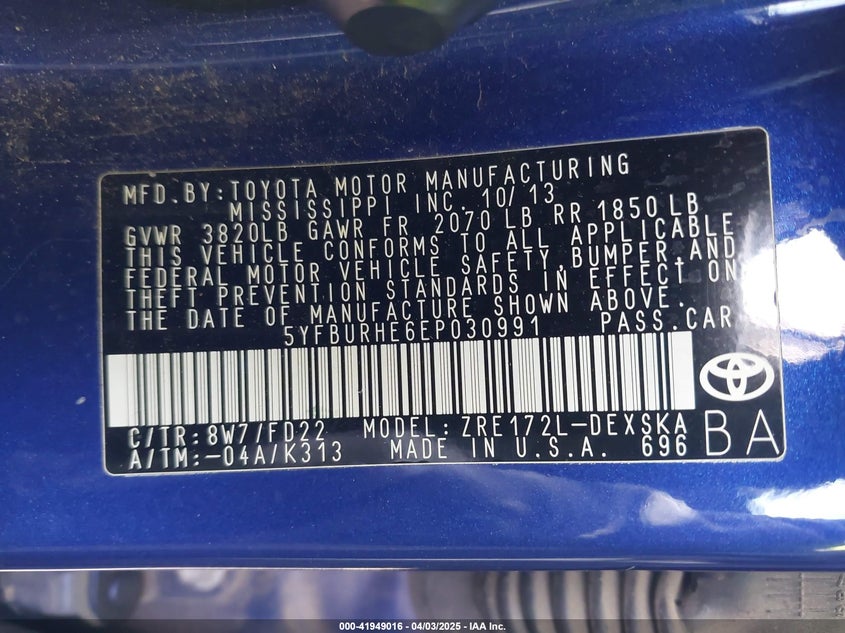 MFD. BY: TOYOTA MOTOR MANUFACTURING
MISSISSIPPI INC. 10/13
GVWR 3820LB GAWR FR 2070 LB RR 1850 LB
THIS VEHICLE CONFORMS TO ALL APPLICABLE
FEDERAL MOTOR VEHICLE SAFETY, BUMPER, AND
THEFT PREVENTION STANDARDS IN EFFECT ON
THE DATE OF MANUFACTURE SHOWN ABOVE.
5YFBURHE6EP030991 PASS. CAR
C/TR: 8W7/FD22 MODEL: ZRE172L-DEXSKA
A/TM: -04A/K313 MADE IN U.S.A. 696
BA
000-41949016 - 04/03/2025 - IAA Inc.